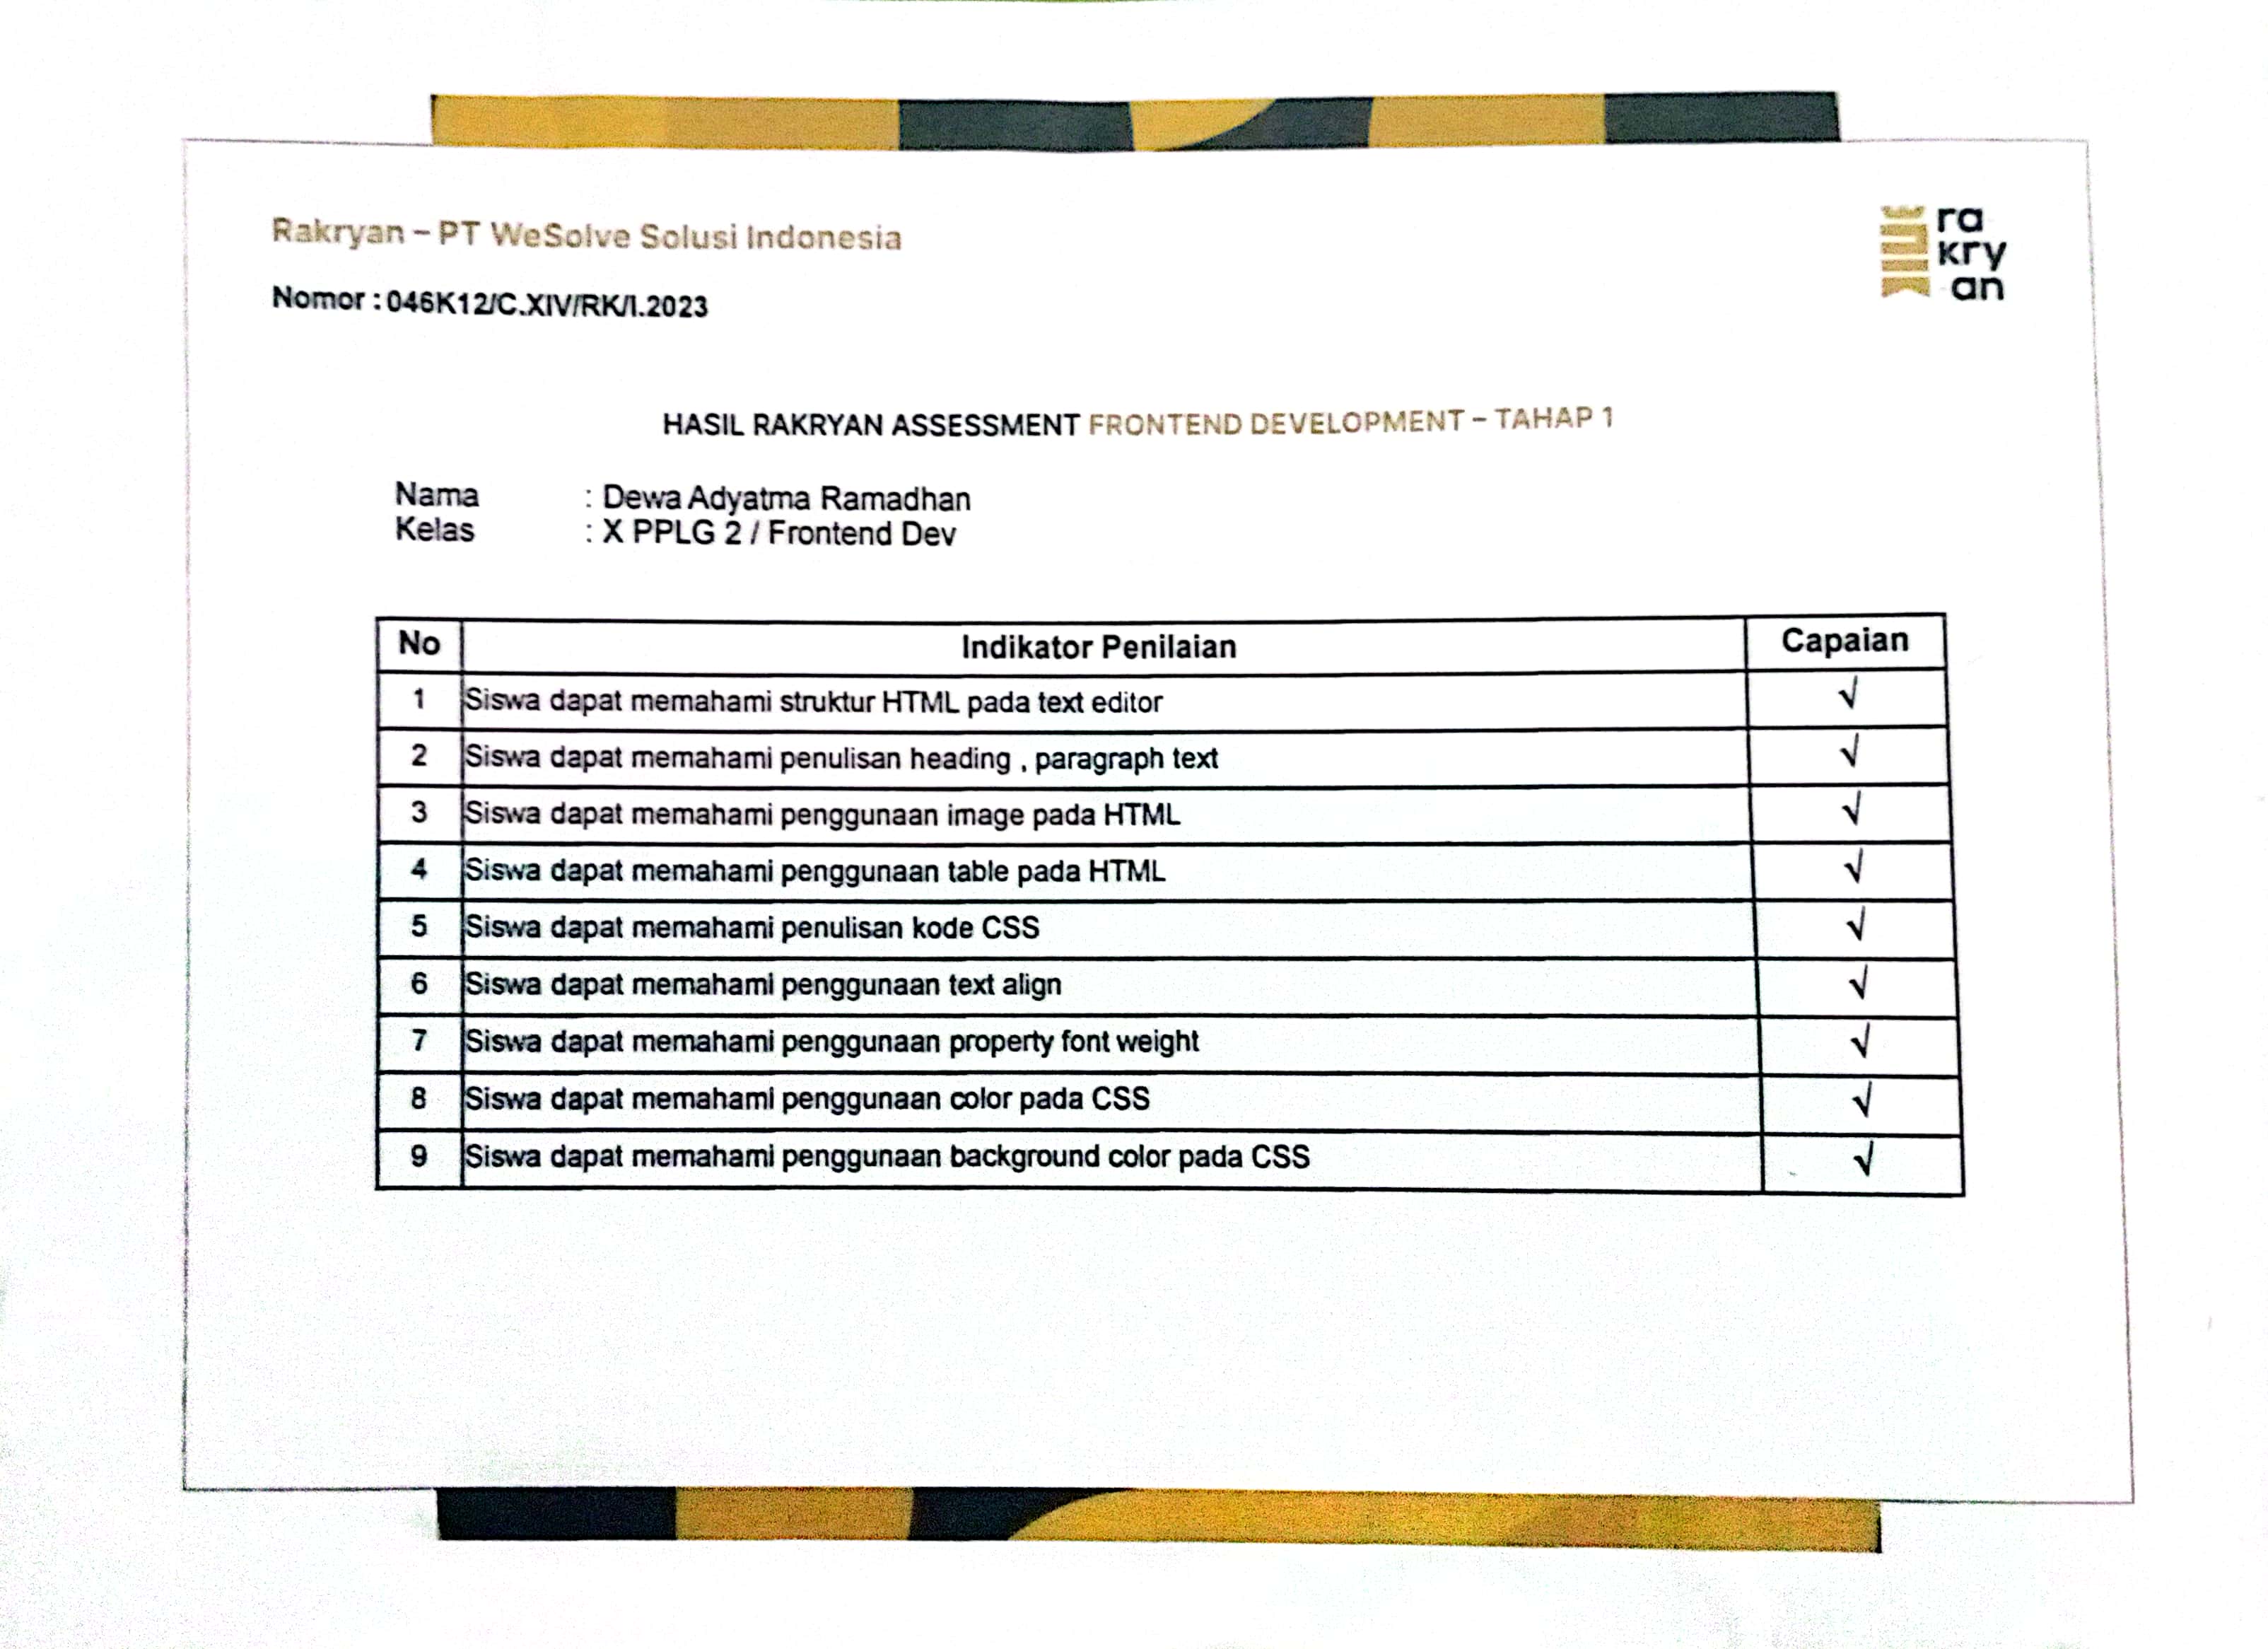 Rakryan – PT WeSolve Solusi Indonesia
ra
kry
an
Nomor : 046K12/C.XIV/RK/I.2023
HASIL RAKRYAN ASSESSMENT FRONTEND DEVELOPMENT – TAHAP 1
Nama : Dewa Adyatma Ramadhan
Kelas : X PPLG 2 / Frontend Dev
No Indikator Penilaian Capaian
1 Siswa dapat memahami struktur HTML pada text editor √
2 Siswa dapat memahami penulisan heading , paragraph text √
3 Siswa dapat memahami penggunaan image pada HTML √
4 Siswa dapat memahami penggunaan table pada HTML √
5 Siswa dapat memahami penulisan kode CSS √
6 Siswa dapat memahami penggunaan text align √
7 Siswa dapat memahami penggunaan property font weight √
8 Siswa dapat memahami penggunaan color pada CSS √
9 Siswa dapat memahami penggunaan background color pada CSS √